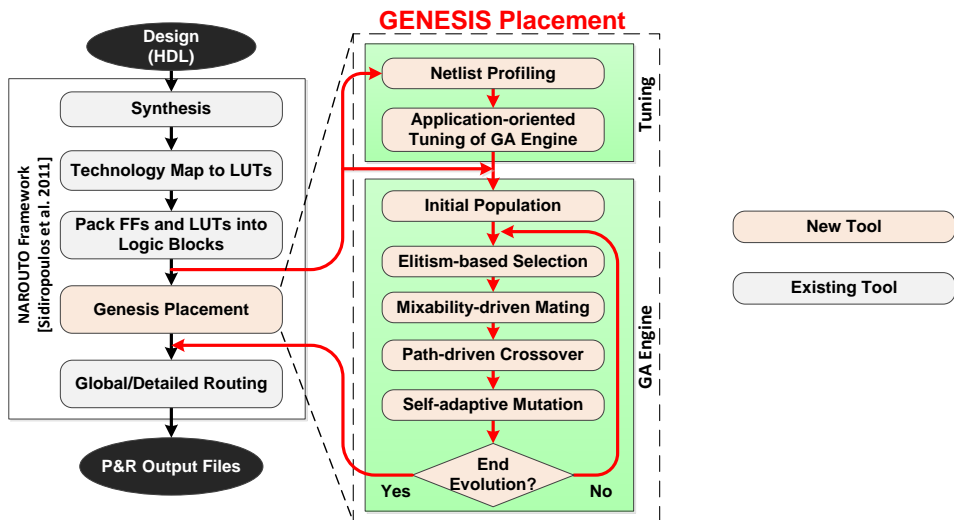 GENESIS Placement
Design
(HDL)
NAROUTO Framework
[Sidiropoulos et al. 2011]
Synthesis
Technology Map to LUTs
Pack FFs and LUTs into
Logic Blocks
Genesis Placement
Global/Detailed Routing
P&R Output Files
Tuning
Netlist Profiling
Application-oriented
Tuning of GA Engine
GA Engine
Initial Population
Elitism-based Selection
Mixability-driven Mating
Path-driven Crossover
Self-adaptive Mutation
End
Evolution?
Yes
No
New Tool
Existing Tool